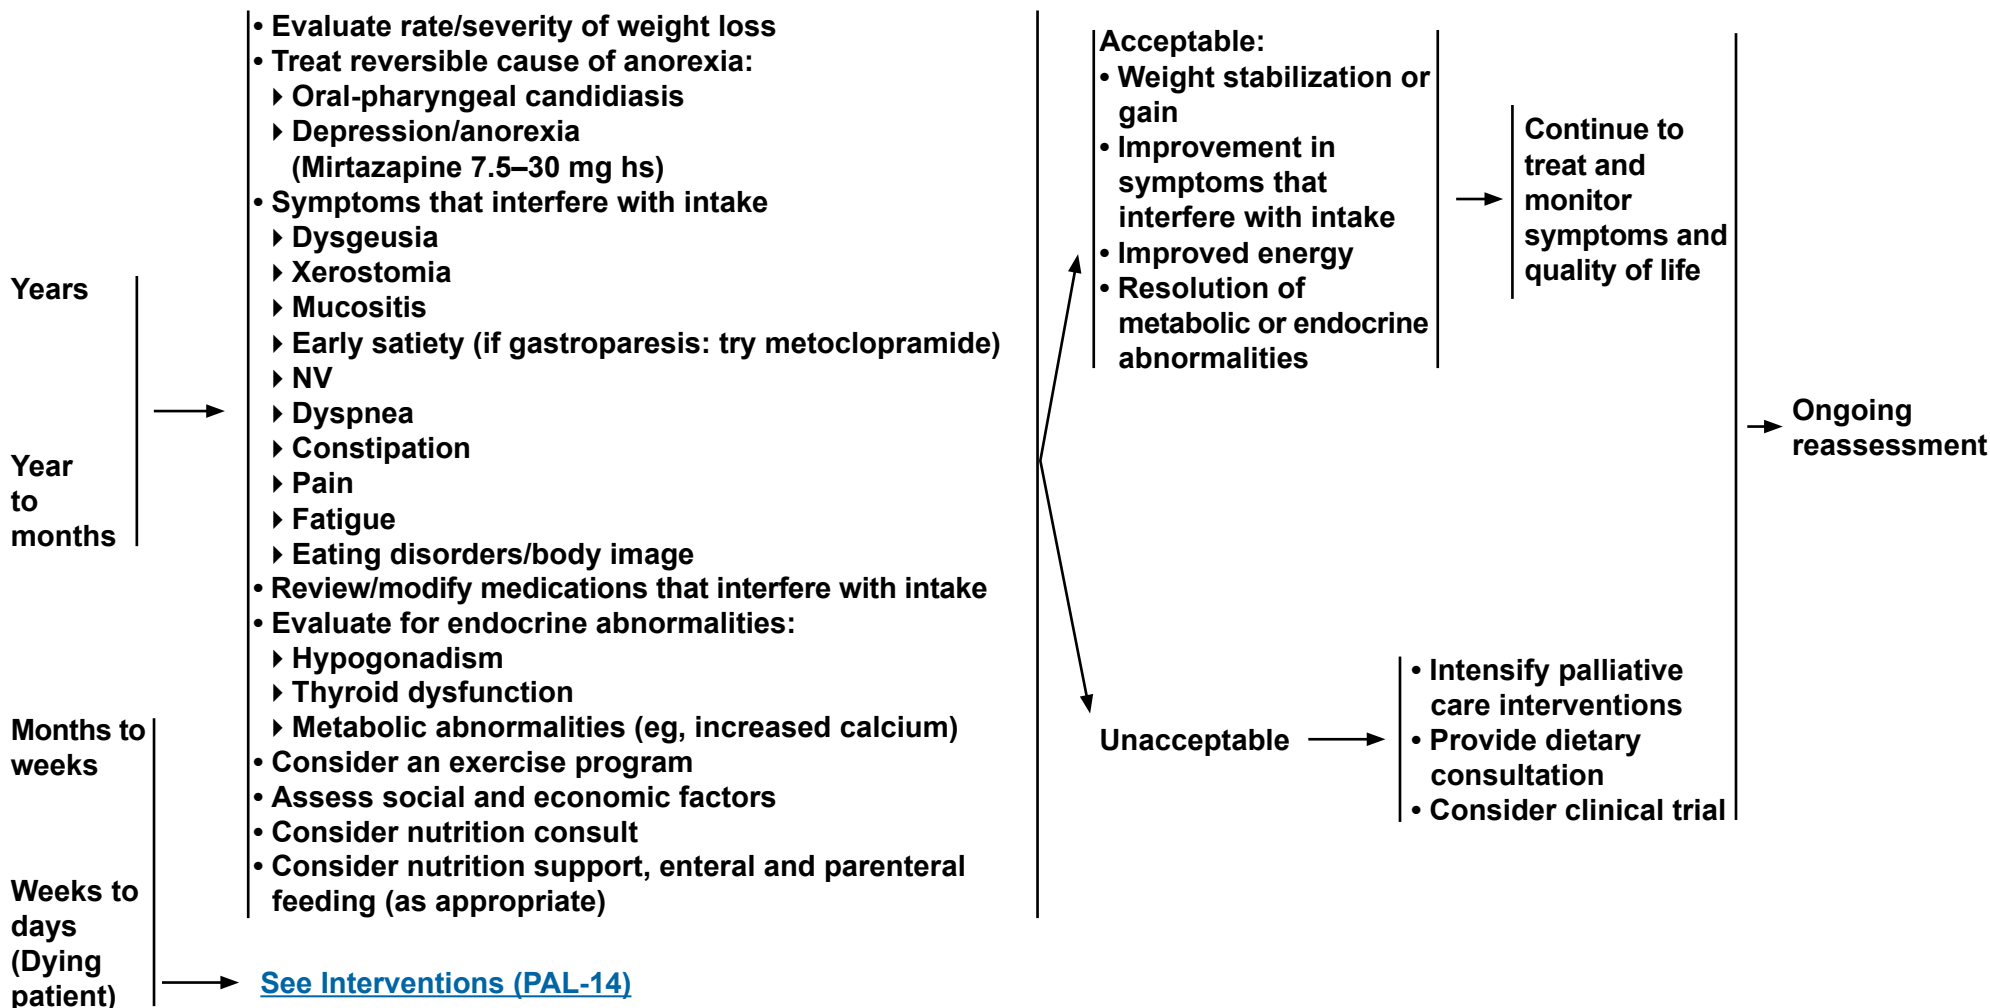 Years
Year
to
months
Months to
weeks
Weeks to
days
(Dying
patient)
• Evaluate rate/severity of weight loss
• Treat reversible cause of anorexia:
▸ Oral-pharyngeal candidiasis
▸ Depression/anorexia
(Mirtazapine 7.5–30 mg hs)
• Symptoms that interfere with intake
▸ Dysgeusia
▸ Xerostomia
▸ Mucositis
▸ Early satiety (if gastroparesis: try metoclopramide)
▸ NV
▸ Dyspnea
▸ Constipation
▸ Pain
▸ Fatigue
▸ Eating disorders/body image
• Review/modify medications that interfere with intake
• Evaluate for endocrine abnormalities:
▸ Hypogonadism
▸ Thyroid dysfunction
▸ Metabolic abnormalities (eg, increased calcium)
• Consider an exercise program
• Assess social and economic factors
• Consider nutrition consult
• Consider nutrition support, enteral and parenteral
feeding (as appropriate)
See Interventions (PAL-14)
Acceptable:
• Weight stabilization or
gain
• Improvement in
symptoms that
interfere with intake
• Improved energy
• Resolution of
metabolic or endocrine
abnormalities
Continue to
treat and
monitor
symptoms and
quality of life
Unacceptable
• Intensify palliative
care interventions
• Provide dietary
consultation
• Consider clinical trial
Ongoing
reassessment